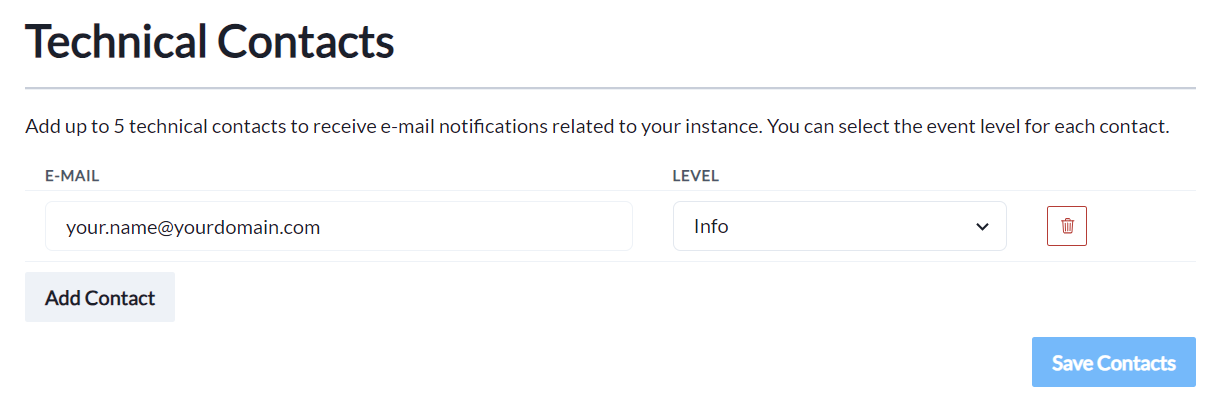 Technical Contacts
Add up to 5 technical contacts to receive e-mail notifications related to your instance. You can select the event level for each contact.
E-MAIL LEVEL
your.name@yourdomain.com Info
Add Contact
Save Contacts